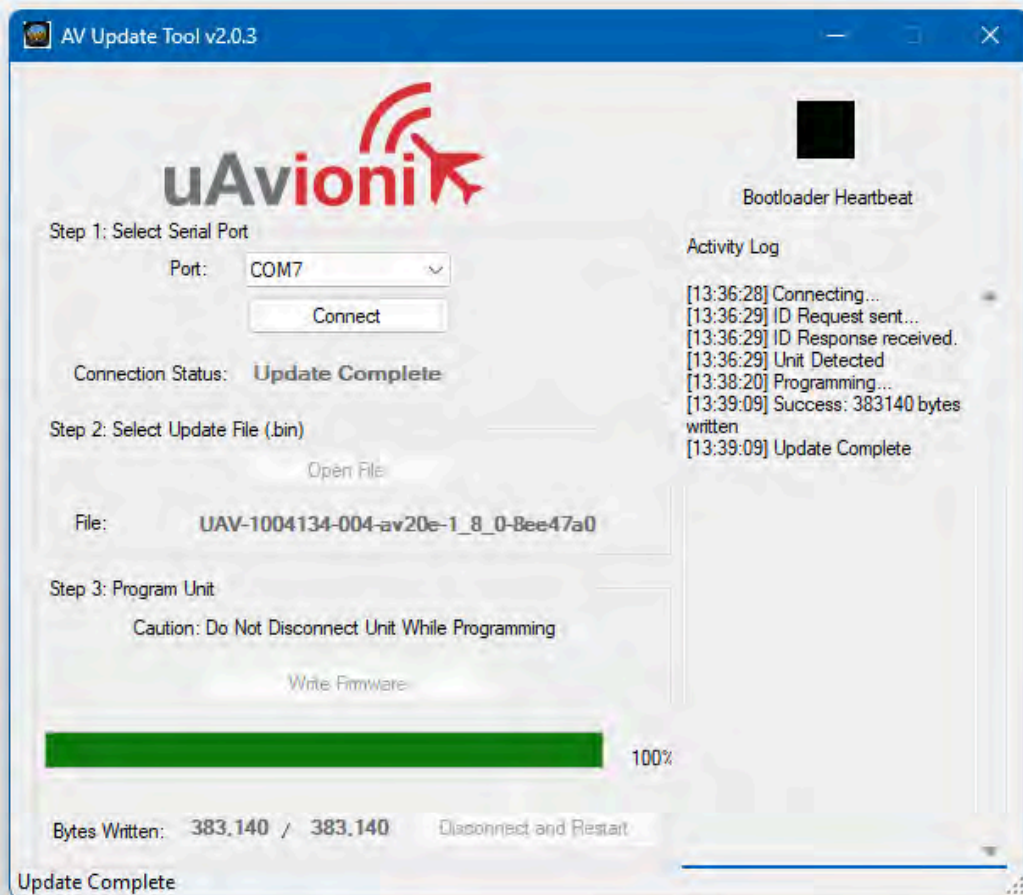 AV Update Tool v2.0.3
uAvionix
Step 1: Select Serial Port
Port: COM7
Connect
Connection Status: Update Complete
Step 2: Select Update File (.bin)
Open File
File: UAV-1004134-004-av20e-1_8_0-8ee47a0
Step 3: Program Unit
Caution: Do Not Disconnect Unit While Programming
Write Firmware
100%
Bytes Written: 383,140 / 383,140 Disconnect and Restart
Update Complete
Bootloader Heartbeat
Activity Log
[13:36:28] Connecting...
[13:36:29] ID Request sent...
[13:36:29] ID Response received.
[13:36:29] Unit Detected
[13:38:20] Programming...
[13:39:09] Success: 383140 bytes
written
[13:39:09] Update Complete